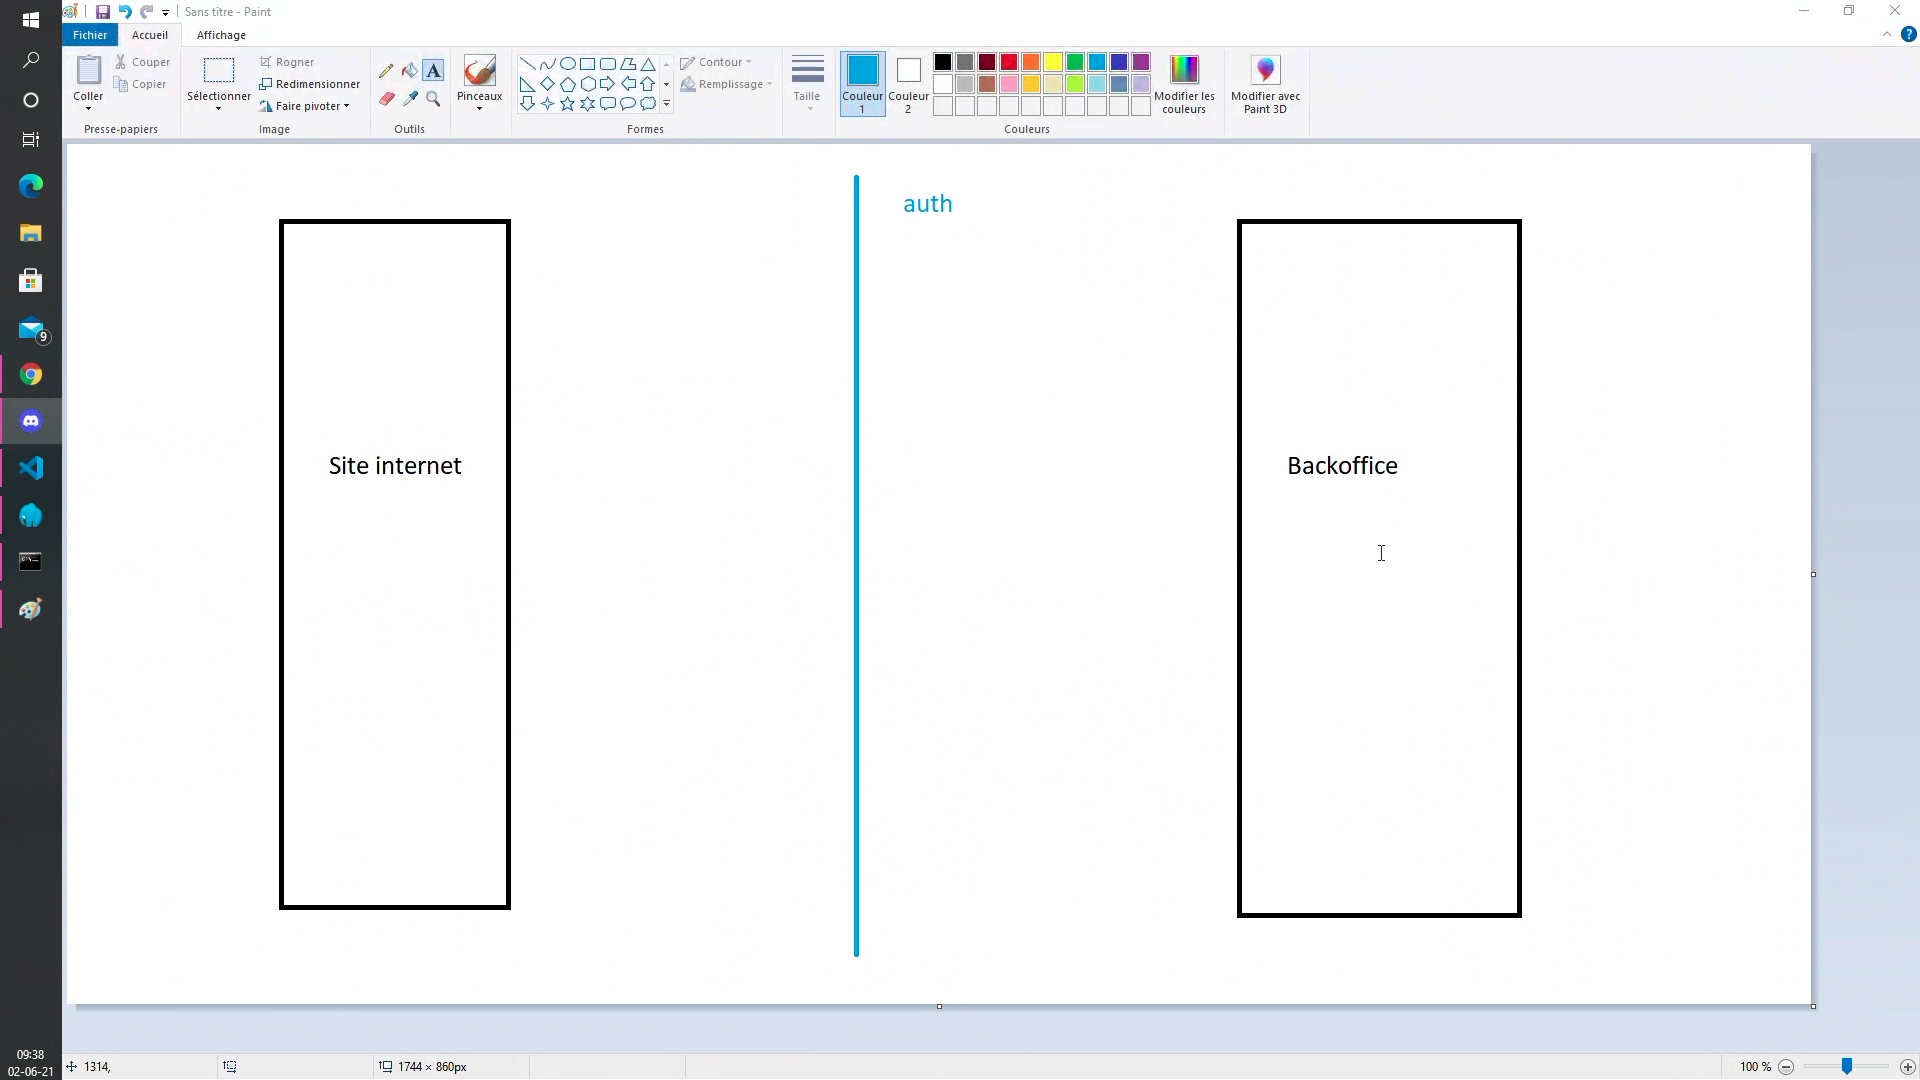 Sans titre - Paint
Fichier
Accueil
Affichage
Coller
Couper
Copier
Presse-papiers
Sélectionner
Rogner
Redimensionner
Faire pivoter
Image
A
Outils
Pinceaux
Formes
Contour
Remplissage
Taille
Couleur 1
Couleur 2
Couleurs
Modifier les couleurs
Modifier avec Paint 3D
?
9
auth
Site internet
Backoffice
09:38
02-06-21
1314,
1744 × 860px
100 %